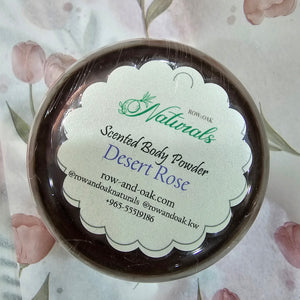 ROW-OAK
Naturals
Scented Body Powder
Desert Rose
row-and-oak.com
@rowandoaknaturals @rowandoak.kw
+965-55519186